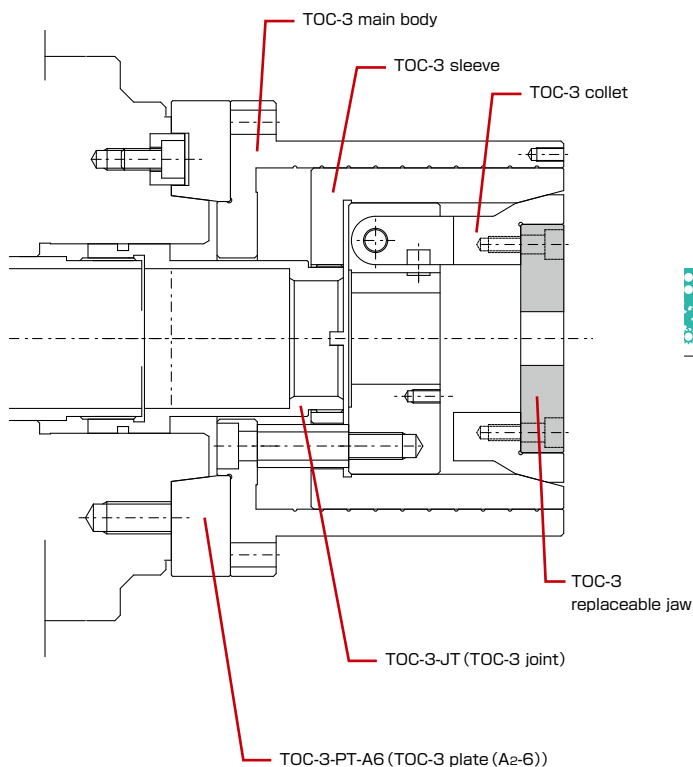 TOC-3 main body
TOC-3 sleeve
TOC-3 collet
TOC-3
replaceable jaw
TOC-3-JT (TOC-3 joint)
TOC-3-PT-A6 (TOC-3 plate (A2-6))